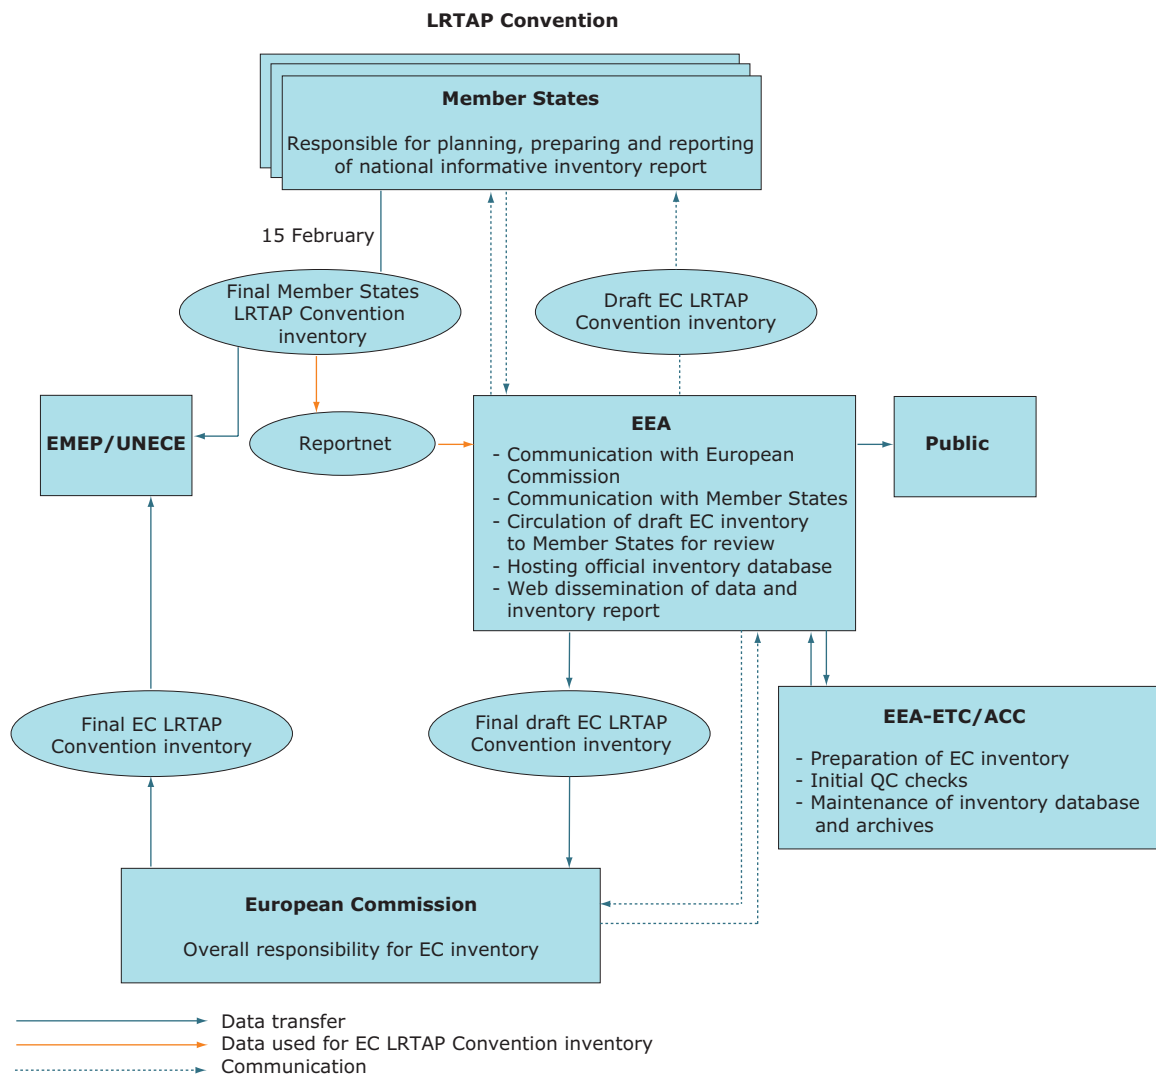 LRTAP Convention
Member States
Responsible for planning, preparing and reporting
of national informative inventory report
15 February
Final Member States
LRTAP Convention
inventory
Draft EC LRTAP
Convention inventory
EMEP/UNECE
Reportnet
EEA
- Communication with European
Commission
- Communication with Member States
- Circulation of draft EC inventory
to Member States for review
- Hosting official inventory database
- Web dissemination of data and
inventory report
Public
Final EC LRTAP
Convention inventory
Final draft EC LRTAP
Convention inventory
EEA-ETC/ACC
- Preparation of EC inventory
- Initial QC checks
- Maintenance of inventory database
and archives
European Commission
Overall responsibility for EC inventory
Data transfer
Data used for EC LRTAP Convention inventory
Communication